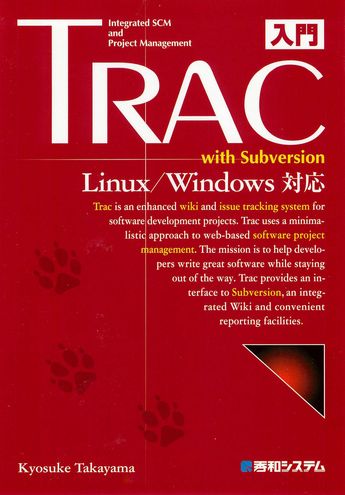 Integrated SCM
and
Project Management
入門
TRAC
with Subversion
Linux/Windows 対応
Trac is an enhanced wiki and issue tracking system for
software development projects. Trac uses a minima-
listic approach to web-based software project
management. The mission is to help develo-
pers write great software while staying
out of the way. Trac provides an in-
terface to Subversion, an integ-
rated Wiki and convenient
reporting facilities.
Kyosuke Takayama
秀和システム